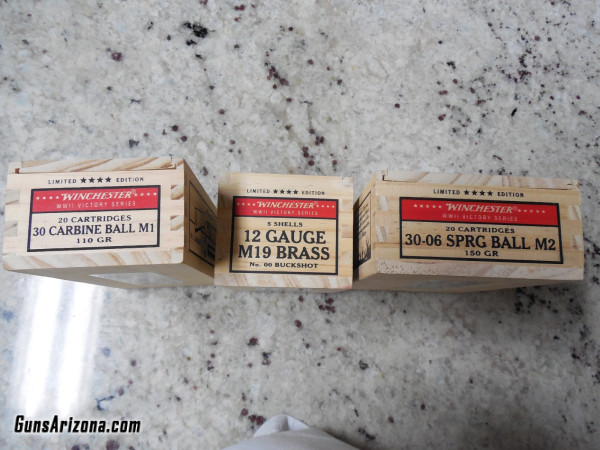 LIMITED ★★★★ EDITION
WINCHESTER
WWII VICTORY SERIES
20 CARTRIDGES
30 CARBINE BALL M1
110 GR
LIMITED ★★★★ EDITION
WINCHESTER
WWII VICTORY SERIES
5 SHELLS
12 GAUGE
M19 BRASS
No. 00 BUCKSHOT
LIMITED ★★★★ EDITION
WINCHESTER
WWII VICTORY SERIES
20 CARTRIDGES
30-06 SPRG BALL M2
150 GR
GunsArizona.com